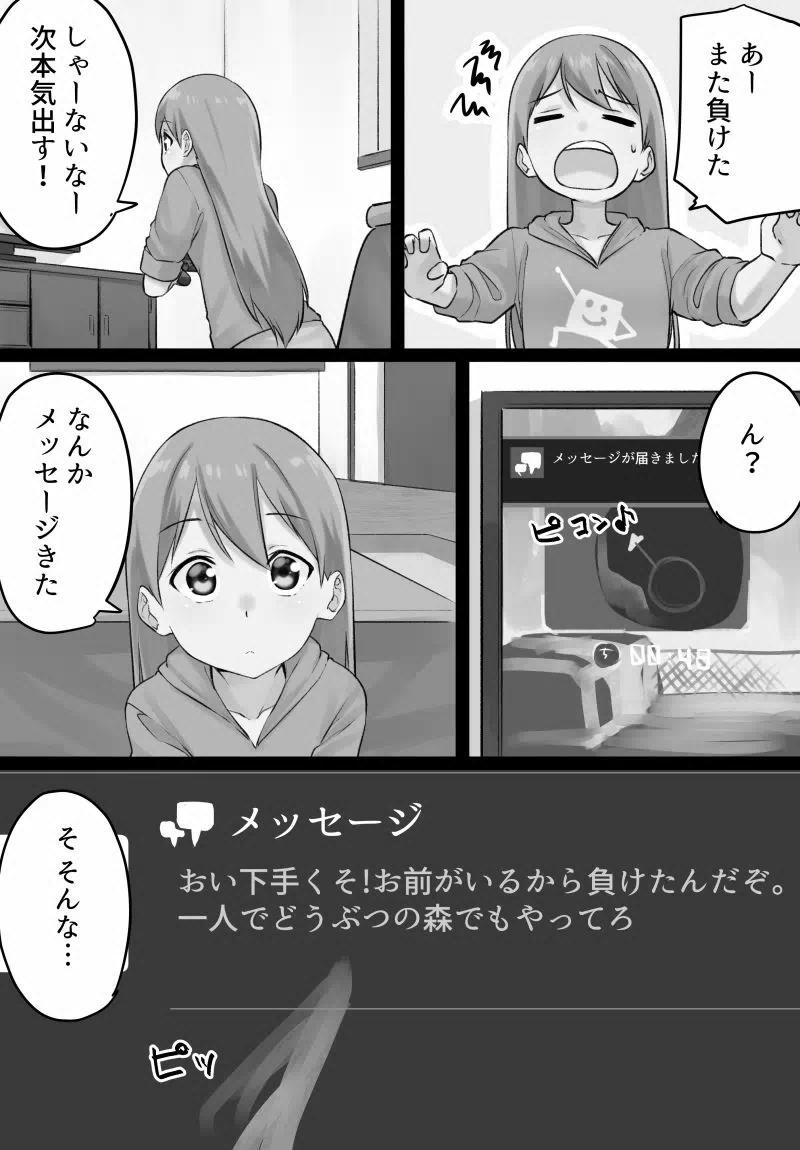 あー
また負けた
しゃーないなー
次本気出す！
ん？
メッセージが届きまし
ピコン♪
00:48
なんか
メッセージきた
メッセージ
おい下手くそ！お前がいるから負けたんだぞ。
一人でどうぶつの森でもやってろ
そ そんな…
ピッ